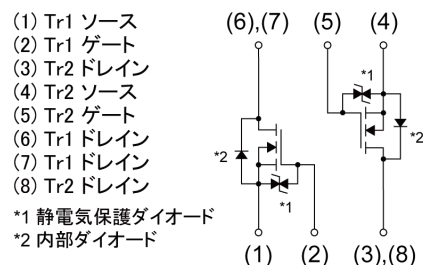 (1) Tr1 ソース
(2) Tr1 ゲート
(3) Tr2 ドレイン
(4) Tr2 ソース
(5) Tr2 ゲート
(6) Tr1 ドレイン
(7) Tr1 ドレイン
(8) Tr2 ドレイン
*1 静電気保護ダイオード
*2 内部ダイオード
(6),(7) (5) (4)
*1
*2
*2
*1
(1) (2) (3),(8)